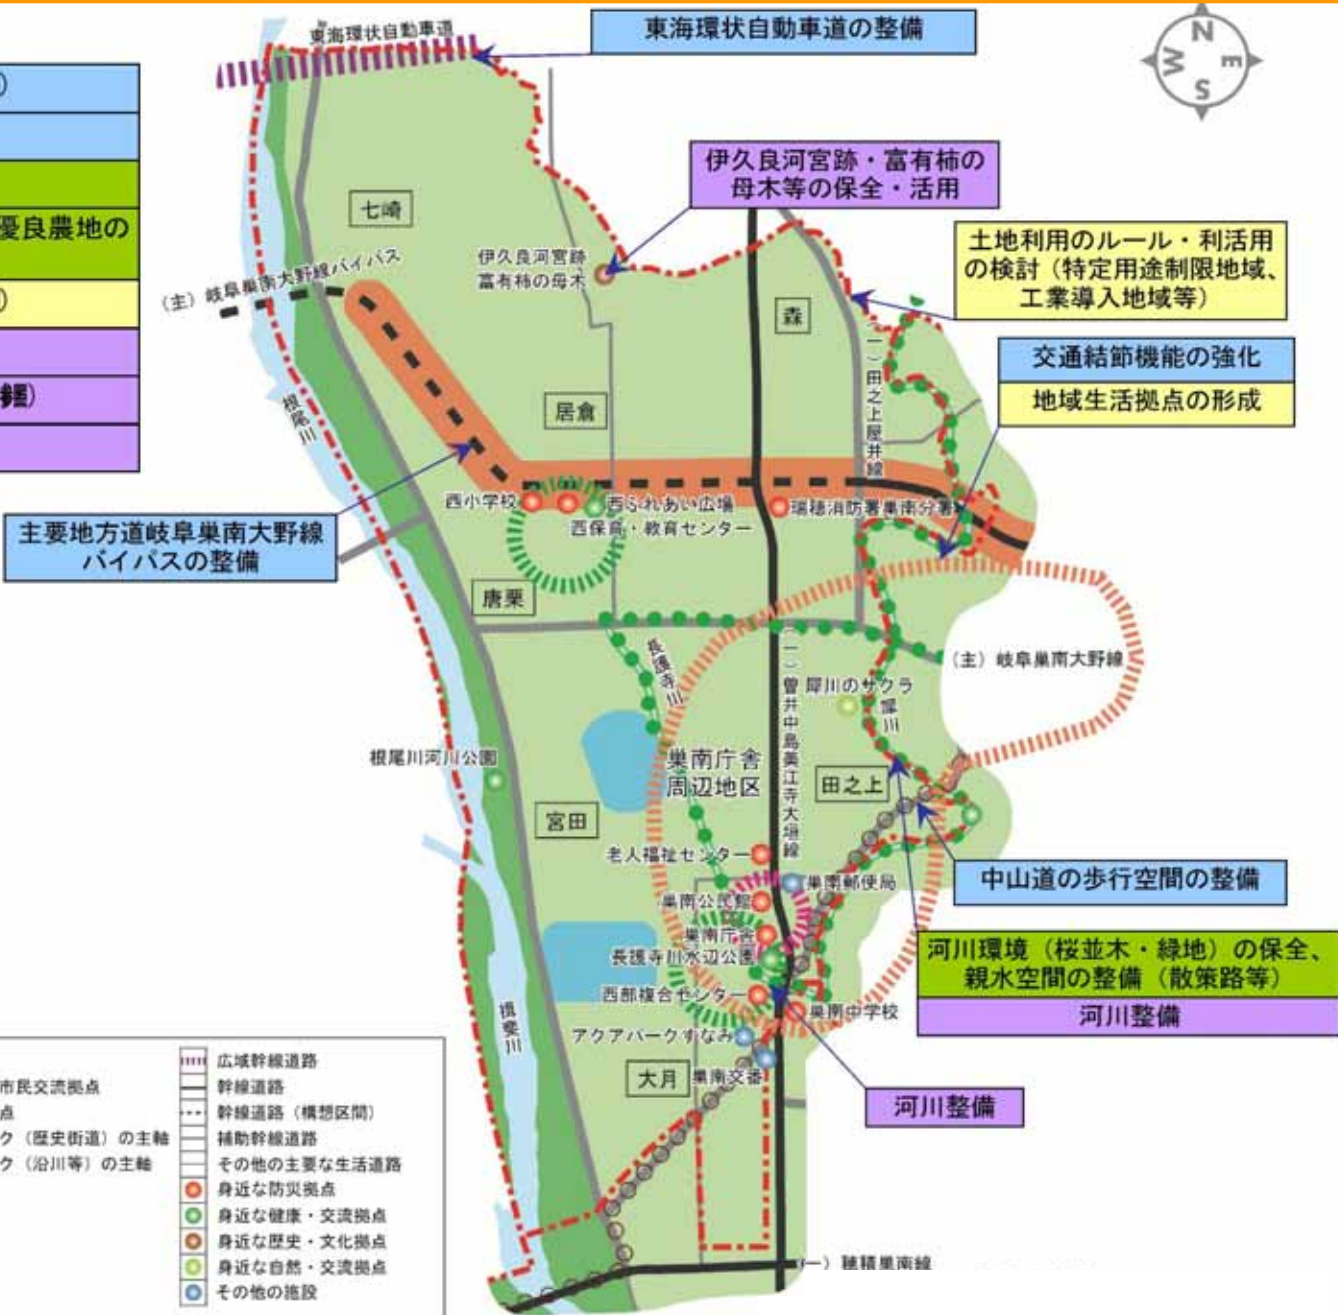 東海環状自動車道
東海環状自動車道の整備
N
W
E
S
伊久良河宮跡・富有柿の
母木等の保全・活用
優良農地の
七崎
土地利用のルール・利活用
の検討（特定用途制限地域、
工業導入地域等）
伊久良河宮跡
富有柿の母木
（主）岐阜巣南大野線バイパス
森
交通結節機能の強化
地域生活拠点の形成
（一）田之上屋井線
根尾川
居倉
西小学校
西ふれあい広場
西保育・教育センター
瑞穂消防署巣南分署
主要地方道岐阜巣南大野線
バイパスの整備
唐栗
長護寺川
（一）曽井中島美江寺大垣線
（主）岐阜巣南大野線
犀川のサクラ
犀川
根尾川河川公園
巣南庁舎
周辺地区
田之上
宮田
老人福祉センター
巣南郵便局
中山道の歩行空間の整備
巣南公民館
巣南庁舎
長護寺川水辺公園
河川環境（桜並木・緑地）の保全、
親水空間の整備（散策路等）
河川整備
西部複合センター
巣南中学校
揖斐川
アクアパークすなみ
大月
巣南交番
河川整備
市民交流拠点
点
ク（歴史街道）の主軸
ク（沿川等）の主軸
広域幹線道路
幹線道路
幹線道路（構想区間）
補助幹線道路
その他の主要な生活道路
身近な防災拠点
身近な健康・交流拠点
身近な歴史・文化拠点
身近な自然・交流拠点
その他の施設
（一）穂積巣南線